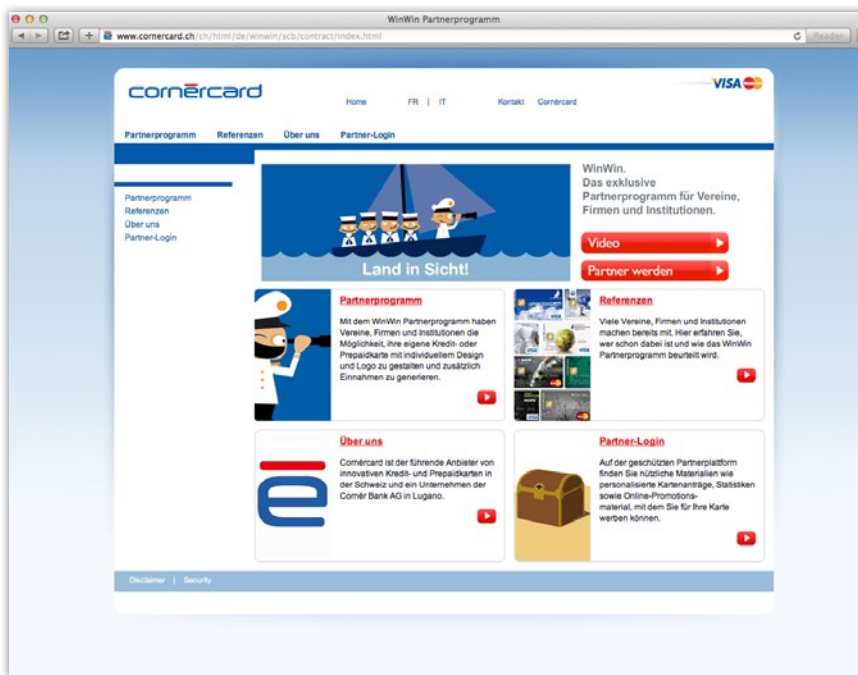 WinWin Partnerprogramm
www.cornercard.ch/ch/html/de/winwin/scb/contract/index.html
Reader
cornèrcard
VISA
Home FR | IT Kontakt Cornèrcard
Partnerprogramm Referenzen Über uns Partner-Login
Partnerprogramm
Referenzen
Über uns
Partner-Login
Land in Sicht!
WinWin.
Das exklusive
Partnerprogramm für Vereine,
Firmen und Institutionen.
Video
Partner werden
Partnerprogramm
Mit dem WinWin Partnerprogramm haben
Vereine, Firmen und Institutionen die
Möglichkeit, ihre eigene Kredit- oder
Prepaidkarte mit individuellem Design
und Logo zu gestalten und zusätzlich
Einnahmen zu generieren.
Referenzen
Viele Vereine, Firmen und Institutionen
machen bereits mit. Hier erfahren Sie,
wer schon dabei ist und wie das WinWin
Partnerprogramm beurteilt wird.
Über uns
Cornèrcard ist der führende Anbieter von
innovativen Kredit- und Prepaidkarten in
der Schweiz und ein Unternehmen der
Cornèr Bank AG in Lugano.
Partner-Login
Auf der geschützten Partnerplattform
finden Sie nützliche Materialien wie
personalisierte Kartenanträge, Statistiken
sowie Online-Promotions-
material, mit dem Sie für Ihre Karte
werben können.
Disclaimer | Security